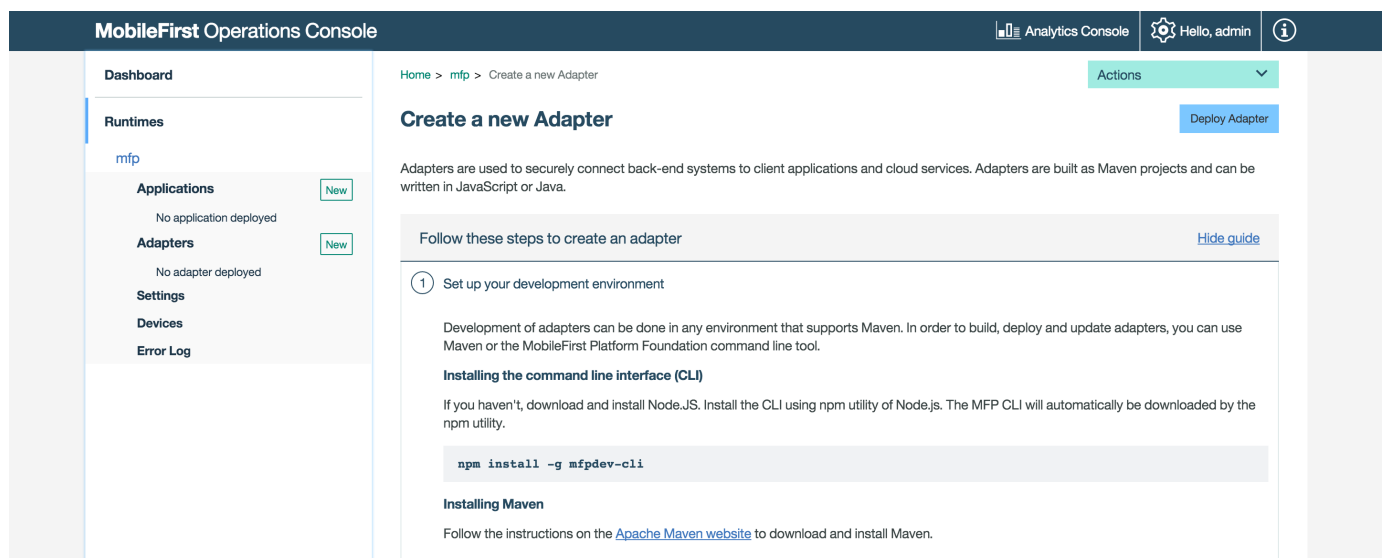 MobileFirst Operations Console
Analytics Console
Hello, admin
Dashboard
Runtimes
mfp
Applications
New
No application deployed
Adapters
New
No adapter deployed
Settings
Devices
Error Log
Home > mfp > Create a new Adapter
Actions
Create a new Adapter
Deploy Adapter
Adapters are used to securely connect back-end systems to client applications and cloud services. Adapters are built as Maven projects and can be
written in JavaScript or Java.
Follow these steps to create an adapter
Hide guide
1 Set up your development environment
Development of adapters can be done in any environment that supports Maven. In order to build, deploy and update adapters, you can use
Maven or the MobileFirst Platform Foundation command line tool.
Installing the command line interface (CLI)
If you haven't, download and install Node.JS. Install the CLI using npm utility of Node.js. The MFP CLI will automatically be downloaded by the
npm utility.
npm install -g mfpdev-cli
Installing Maven
Follow the instructions on the Apache Maven website to download and install Maven.